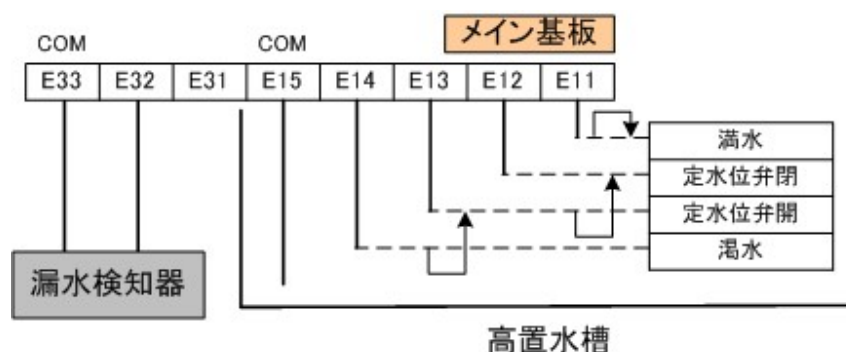 メイン基板
COM COM
E33 E32 E31 E15 E14 E13 E12 E11
満水
定水位弁閉
定水位弁開
渇水
漏水検知器
高置水槽